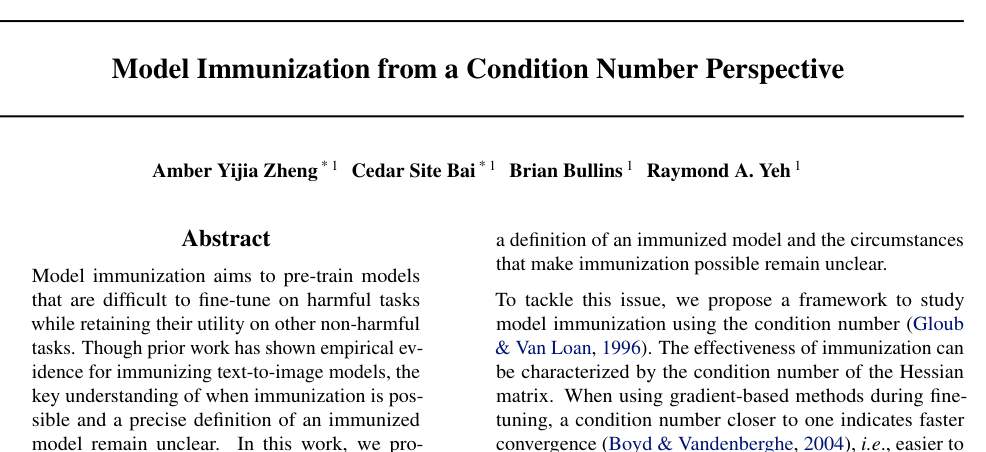 Model Immunization from a Condition Number Perspective
Amber Yijia Zheng * 1 Cedar Site Bai * 1 Brian Bullins 1 Raymond A. Yeh 1
Abstract
Model immunization aims to pre-train models
that are difficult to fine-tune on harmful tasks
while retaining their utility on other non-harmful
tasks. Though prior work has shown empirical ev-
idence for immunizing text-to-image models, the
key understanding of when immunization is pos-
sible and a precise definition of an immunized
model remain unclear. In this work, we pro-
a definition of an immunized model and the circumstances
that make immunization possible remain unclear.
To tackle this issue, we propose a framework to study
model immunization using the condition number (Gloub
& Van Loan, 1996). The effectiveness of immunization can
be characterized by the condition number of the Hessian
matrix. When using gradient-based methods during fine-
tuning, a condition number closer to one indicates faster
convergence (Boyd & Vandenberghe, 2004), i.e., easier to